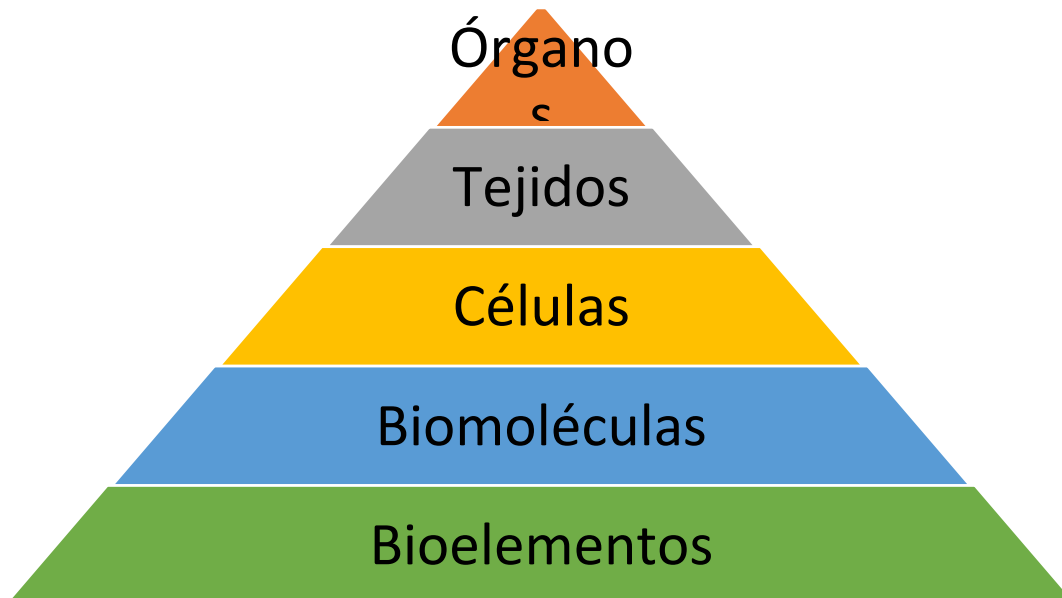 Órgano
s
Tejidos
Células
Biomoléculas
Bioelementos